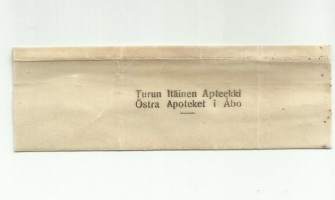 Turun Itäinen Apteekki
Östra Apoteket i Åbo